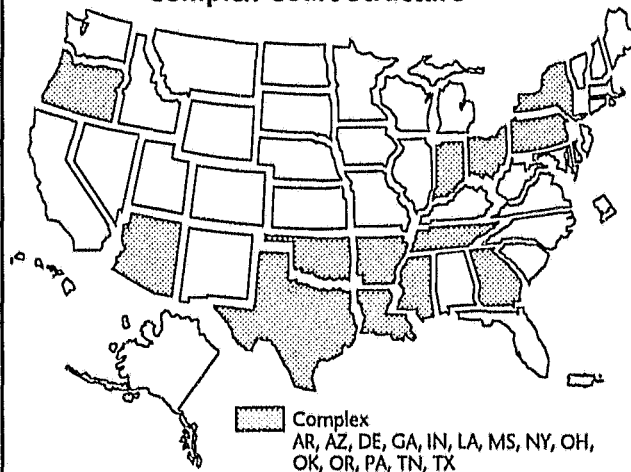 Complex Court Structure
Complex
AR, AZ, DE, GA, IN, LA, MS, NY, OH,
OK, OR, PA, TN, TX